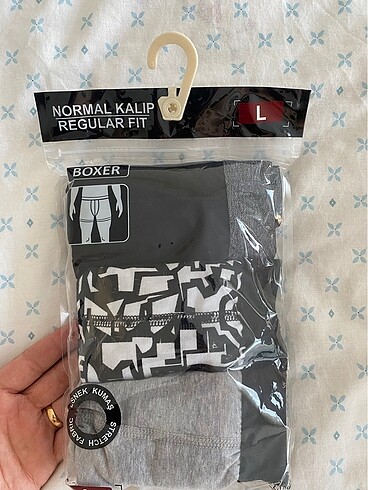 NORMAL KALIP
REGULAR FIT
L
BOXER
ESNEK KUMAŞ
STRETCH FABRIC